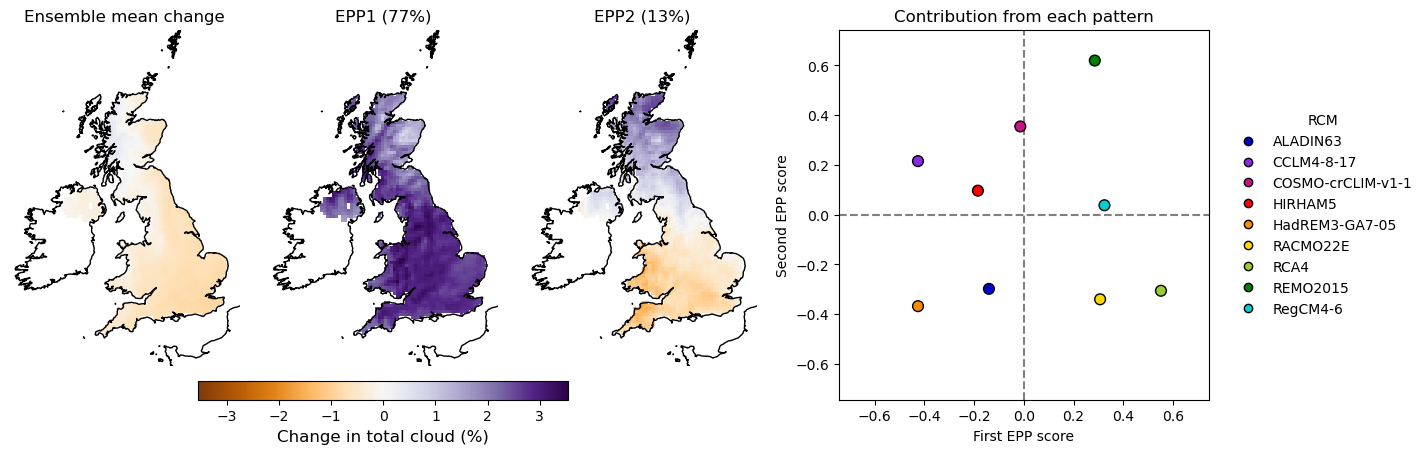 Ensemble mean change
EPP1 (77%)
EPP2 (13%)
−3 −2 −1 0 1 2 3
Change in total cloud (%)
Contribution from each pattern
Second EPP score
0.6
0.4
0.2
0.0
−0.2
−0.4
−0.6
−0.6 −0.4 −0.2 0.0 0.2 0.4 0.6
First EPP score
RCM
ALADIN63
CCLM4-8-17
COSMO-crCLIM-v1-1
HIRHAM5
HadREM3-GA7-05
RACMO22E
RCA4
REMO2015
RegCM4-6